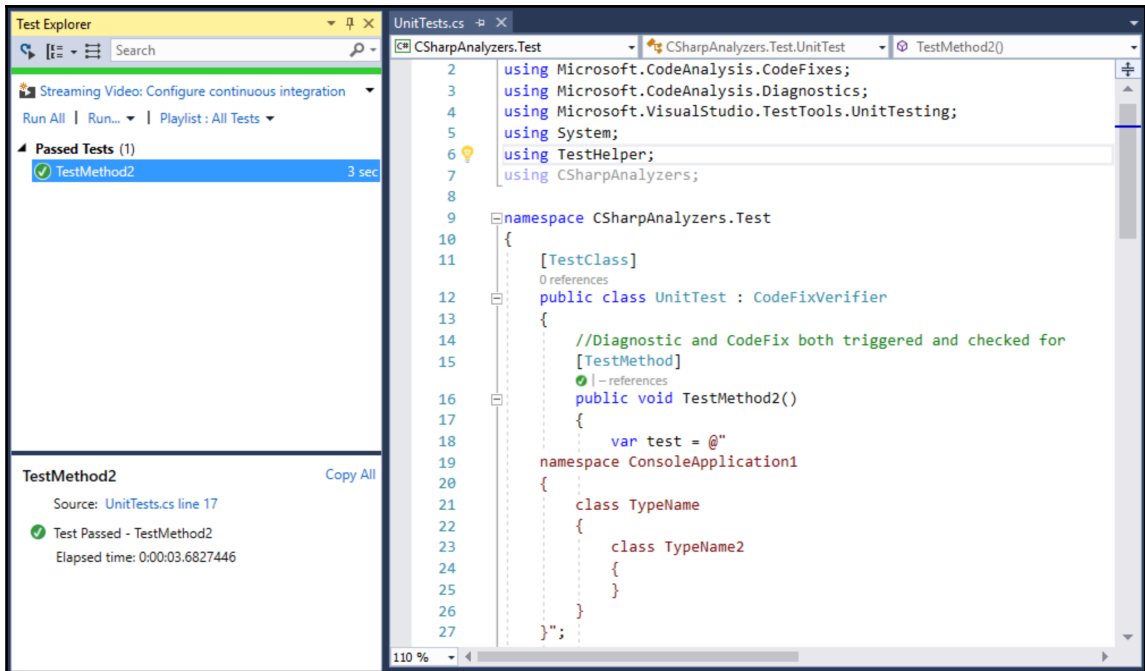 Test Explorer
Search
Streaming Video: Configure continuous integration
Run All | Run... | Playlist : All Tests
Passed Tests (1)
TestMethod2 3 sec
TestMethod2 Copy All
Source: UnitTests.cs line 17
Test Passed - TestMethod2
Elapsed time: 0:00:03.6827446
UnitTests.cs
C# CSharpAnalyzers.Test CSharpAnalyzers.Test.UnitTest TestMethod2()
2 using Microsoft.CodeAnalysis.CodeFixes;
3 using Microsoft.CodeAnalysis.Diagnostics;
4 using Microsoft.VisualStudio.TestTools.UnitTesting;
5 using System;
6 using TestHelper;
7 using CSharpAnalyzers;
8
9 namespace CSharpAnalyzers.Test
10 {
11 [TestClass]
0 references
12 public class UnitTest : CodeFixVerifier
13 {
14 //Diagnostic and CodeFix both triggered and checked for
15 [TestMethod]
| – references
16 public void TestMethod2()
17 {
18 var test = @"
19 namespace ConsoleApplication1
20 {
21 class TypeName
22 {
23 class TypeName2
24 {
25 }
26 }
27 }";
110 %